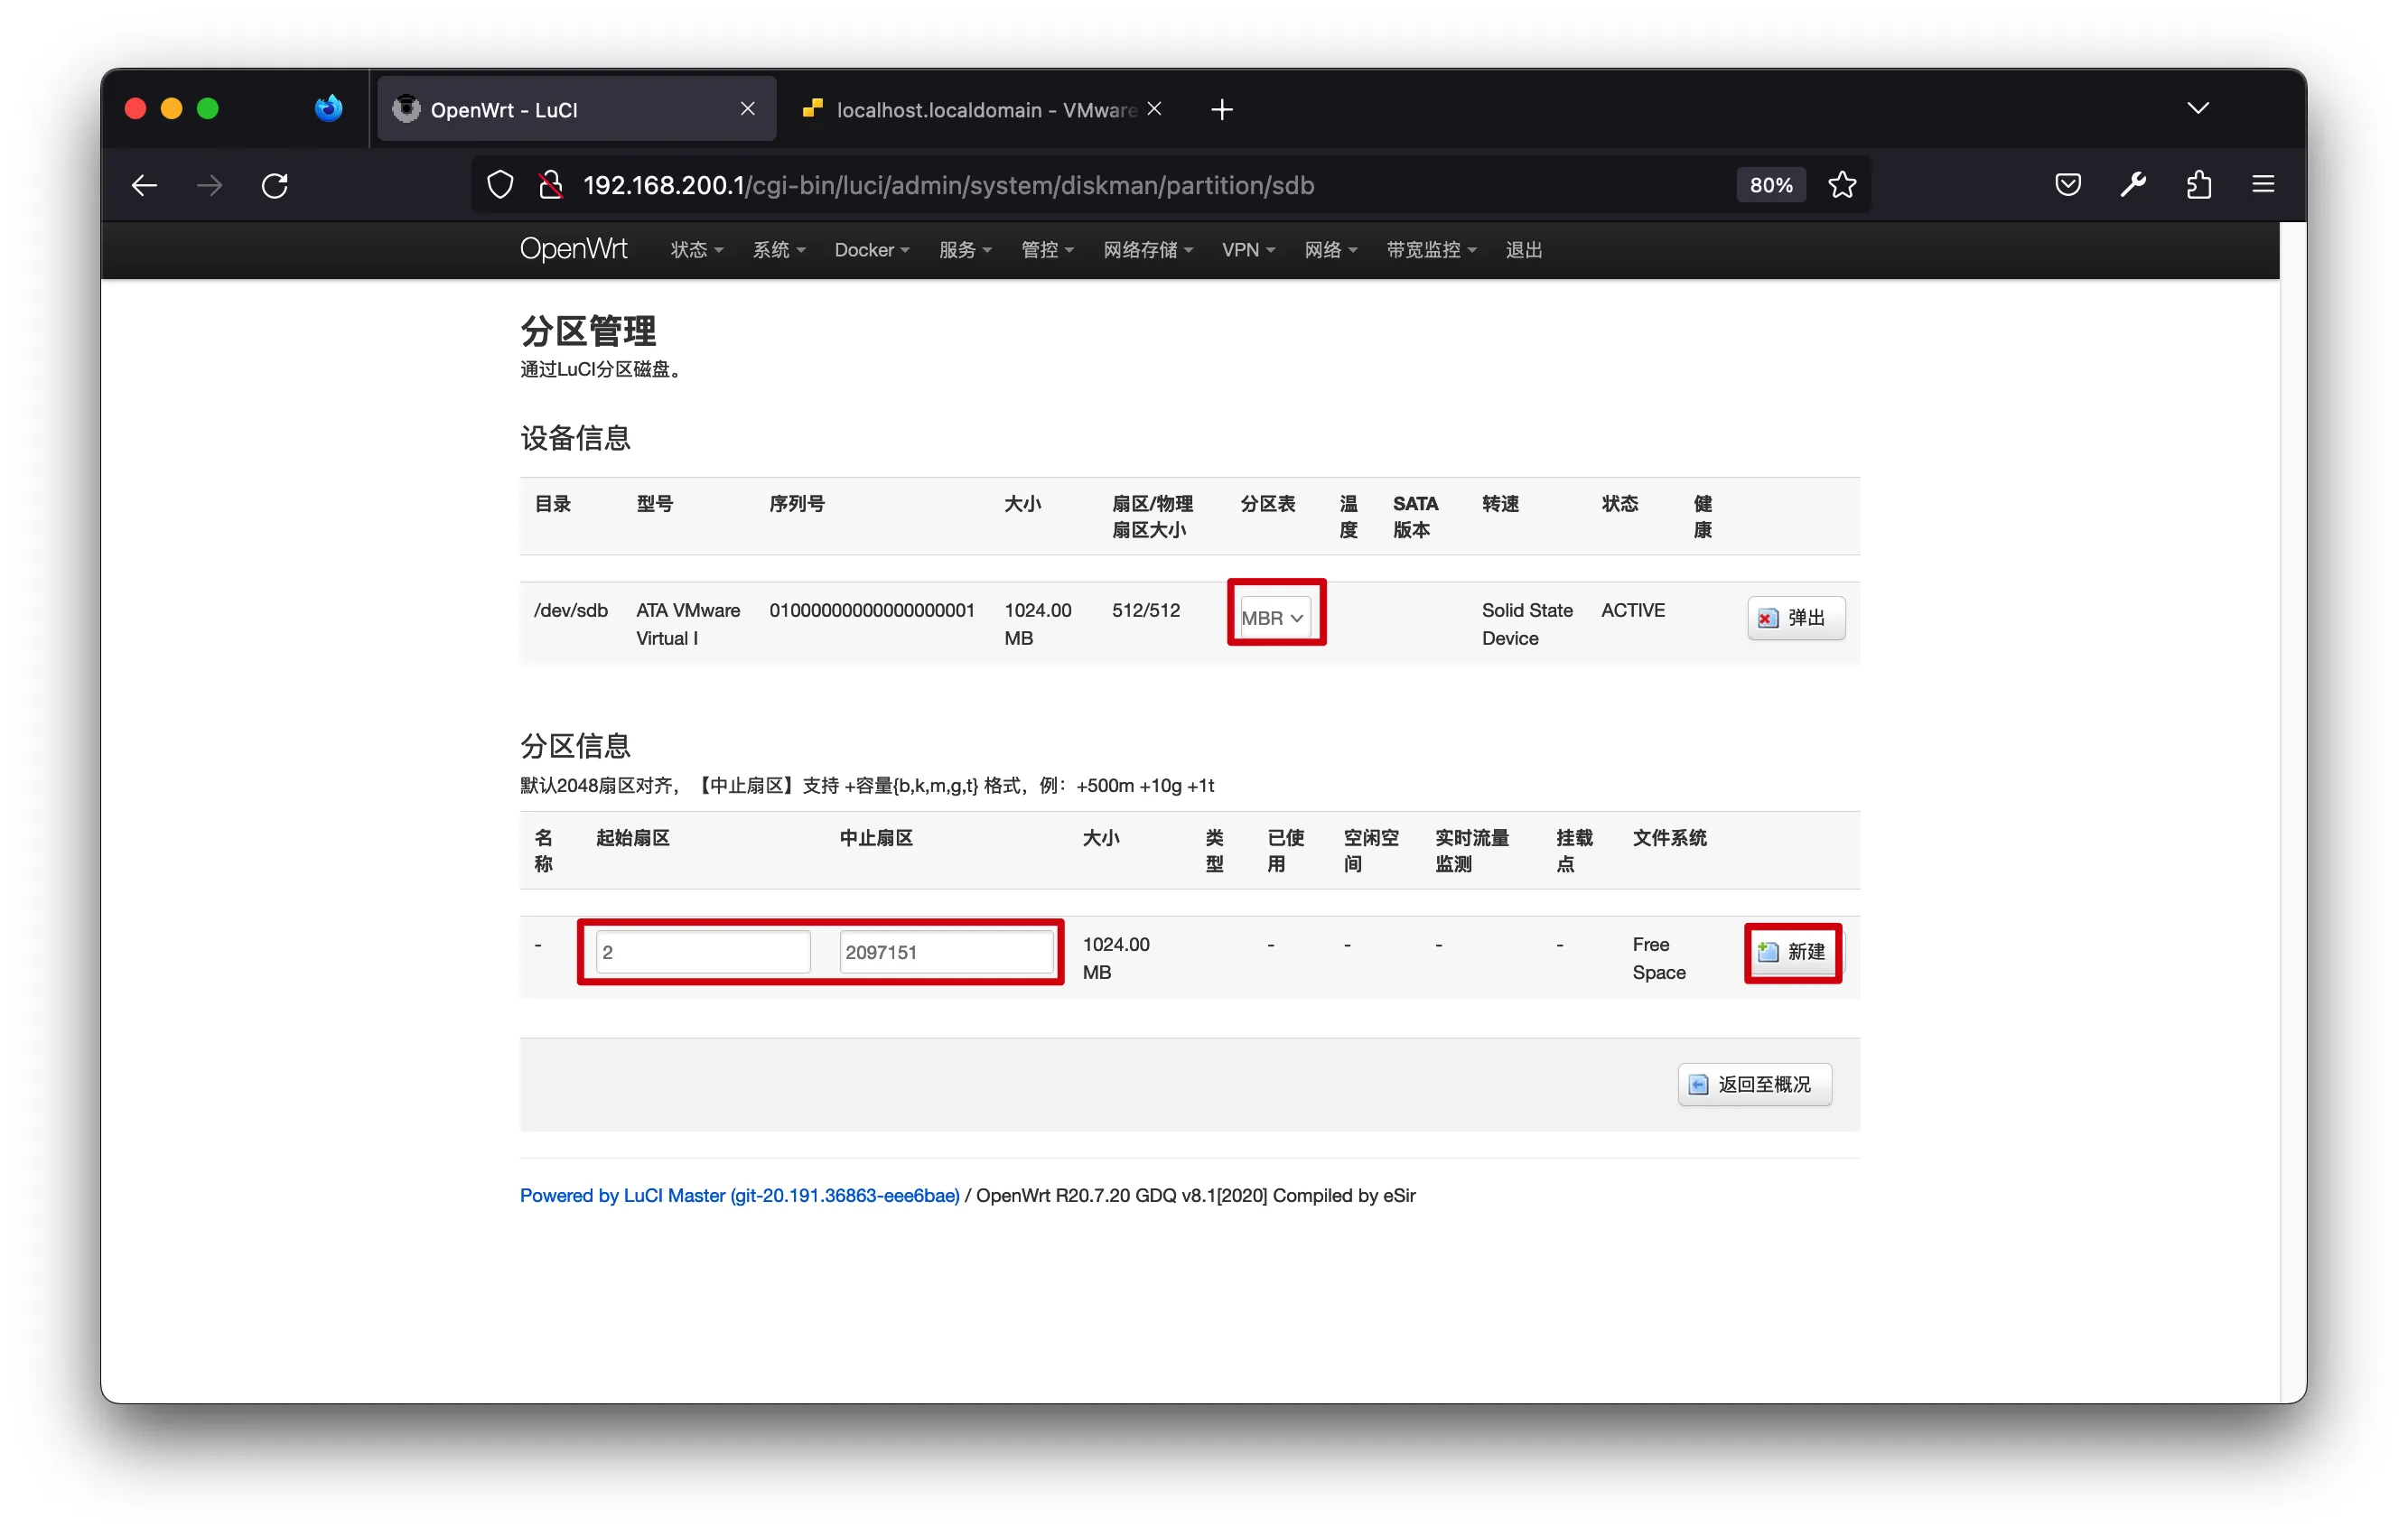 OpenWrt - LuCI
localhost.localdomain - VMware
192.168.200.1/cgi-bin/luci/admin/system/diskman/partition/sdb
80%
OpenWrt 状态 系统 Docker 服务 管控 网络存储 VPN 网络 带宽监控 退出
分区管理
通过LuCI分区磁盘。
设备信息
目录 型号 序列号 大小 扇区/物理 分区表 温 SATA 转速 状态 健
扇区大小 度 版本 康
/dev/sdb ATA VMware 01000000000000000001 1024.00 512/512 MBR Solid State ACTIVE 弹出
Virtual I MB Device
分区信息
默认2048扇区对齐，【中止扇区】支持 +容量{b,k,m,g,t} 格式，例：+500m +10g +1t
名 起始扇区 中止扇区 大小 类 已使 空闲空 实时流量 挂载 文件系统
称 型 用 间 监测 点
- 2 2097151 1024.00 - - - - Free 新建
MB Space
返回至概况
Powered by LuCI Master (git-20.191.36863-eee6bae) / OpenWrt R20.7.20 GDQ v8.1[2020] Compiled by eSir